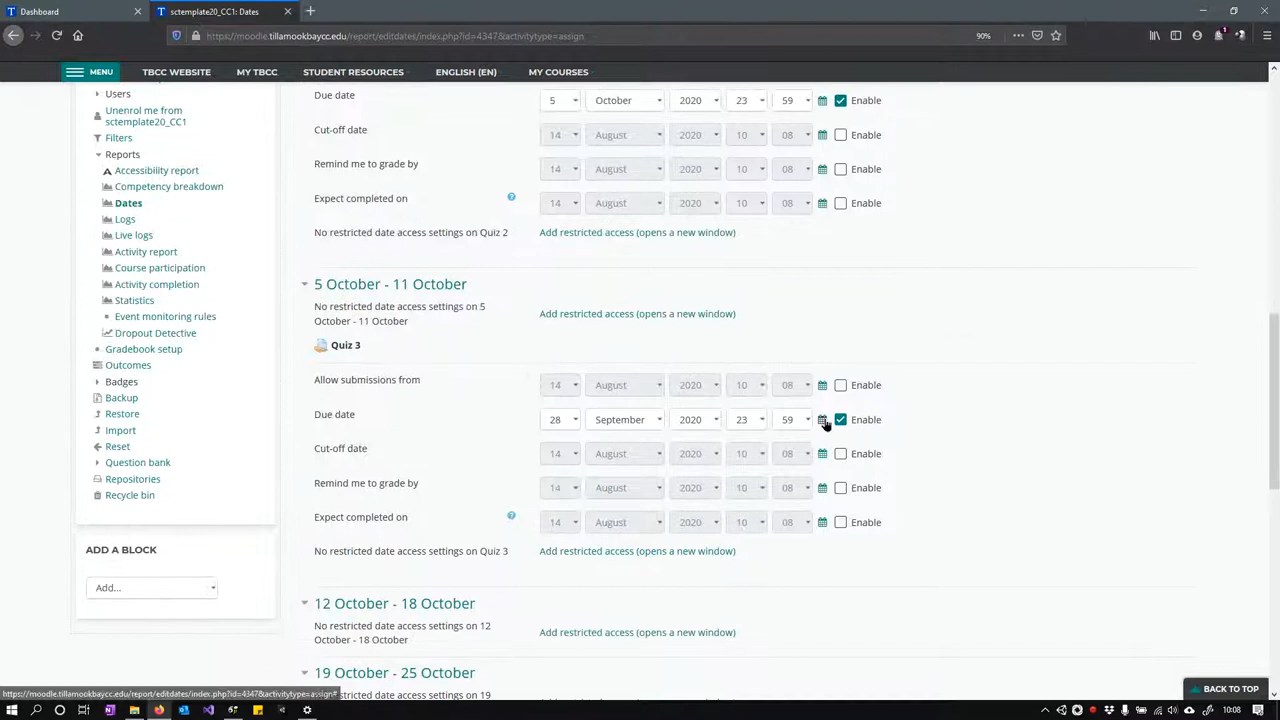 Dashboard
sctemplate20_CC1: Dates
https://moodle.tillamookbaycc.edu/report/editdates/index.php?id=4347&activitytype=assign
90%
MENU
TBCC WEBSITE
MY TBCC
STUDENT RESOURCES
ENGLISH (EN)
MY COURSES
Users
Unenrol me from
sctemplate20_CC1
Filters
Reports
Accessibility report
Competency breakdown
Dates
Logs
Live logs
Activity report
Course participation
Activity completion
Statistics
Event monitoring rules
Dropout Detective
Gradebook setup
Outcomes
Badges
Backup
Restore
Import
Reset
Question bank
Repositories
Recycle bin
ADD A BLOCK
Add...
Due date 5 October 2020 23 59 Enable
Cut-off date 14 August 2020 10 08 Enable
Remind me to grade by 14 August 2020 10 08 Enable
Expect completed on 14 August 2020 10 08 Enable
No restricted date access settings on Quiz 2 Add restricted access (opens a new window)
5 October - 11 October
No restricted date access settings on 5 Add restricted access (opens a new window)
October - 11 October
Quiz 3
Allow submissions from 14 August 2020 10 08 Enable
Due date 28 September 2020 23 59 Enable
Cut-off date 14 August 2020 10 08 Enable
Remind me to grade by 14 August 2020 10 08 Enable
Expect completed on 14 August 2020 10 08 Enable
No restricted date access settings on Quiz 3 Add restricted access (opens a new window)
12 October - 18 October
No restricted date access settings on 12 Add restricted access (opens a new window)
October - 18 October
19 October - 25 October
No restricted date access settings on 19
BACK TO TOP
https://moodle.tillamookbaycc.edu/report/editdates/index.php?id=4347&activitytype=assign#
10:08